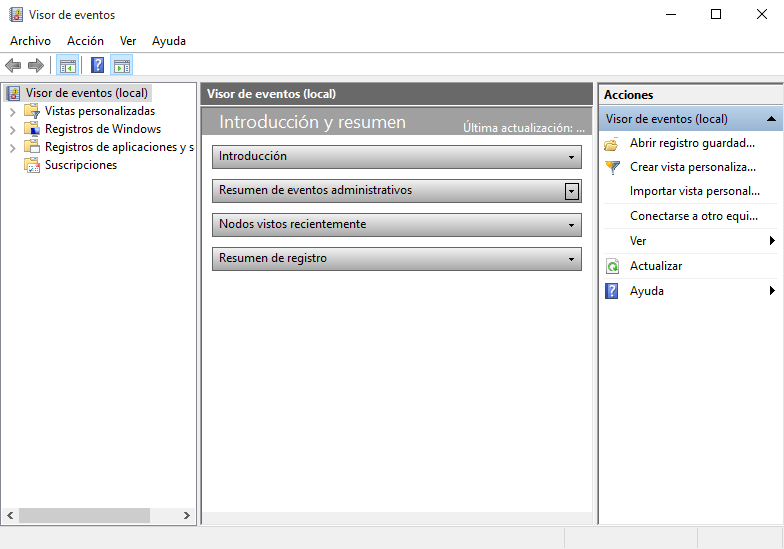 Visor de eventos
Archivo Acción Ver Ayuda
Visor de eventos (local)
Vistas personalizadas
Registros de Windows
Registros de aplicaciones y s
Suscripciones
Visor de eventos (local)
Introducción y resumen
Última actualización: ...
Introducción
Resumen de eventos administrativos
Nodos vistos recientemente
Resumen de registro
Acciones
Visor de eventos (local)
Abrir registro guardad...
Crear vista personaliza...
Importar vista personal...
Conectarse a otro equi...
Ver
Actualizar
Ayuda